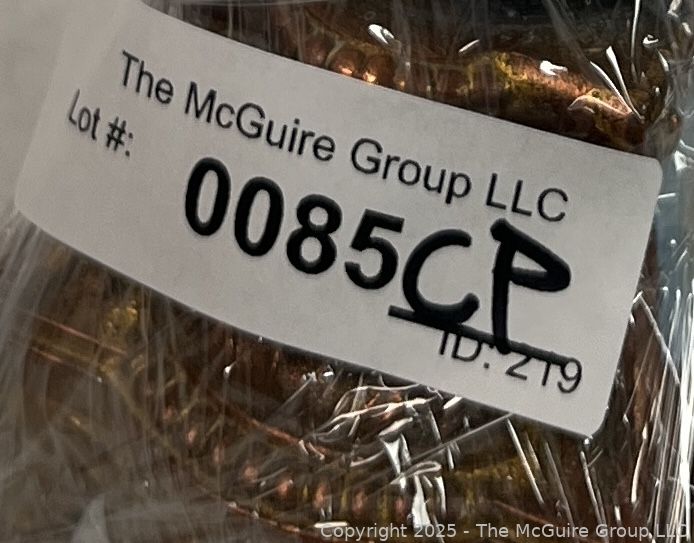 The McGuire Group LLC
Lot #:
0085CP
ID: 219
Copyright 2025 - The McGuire Group, LLC